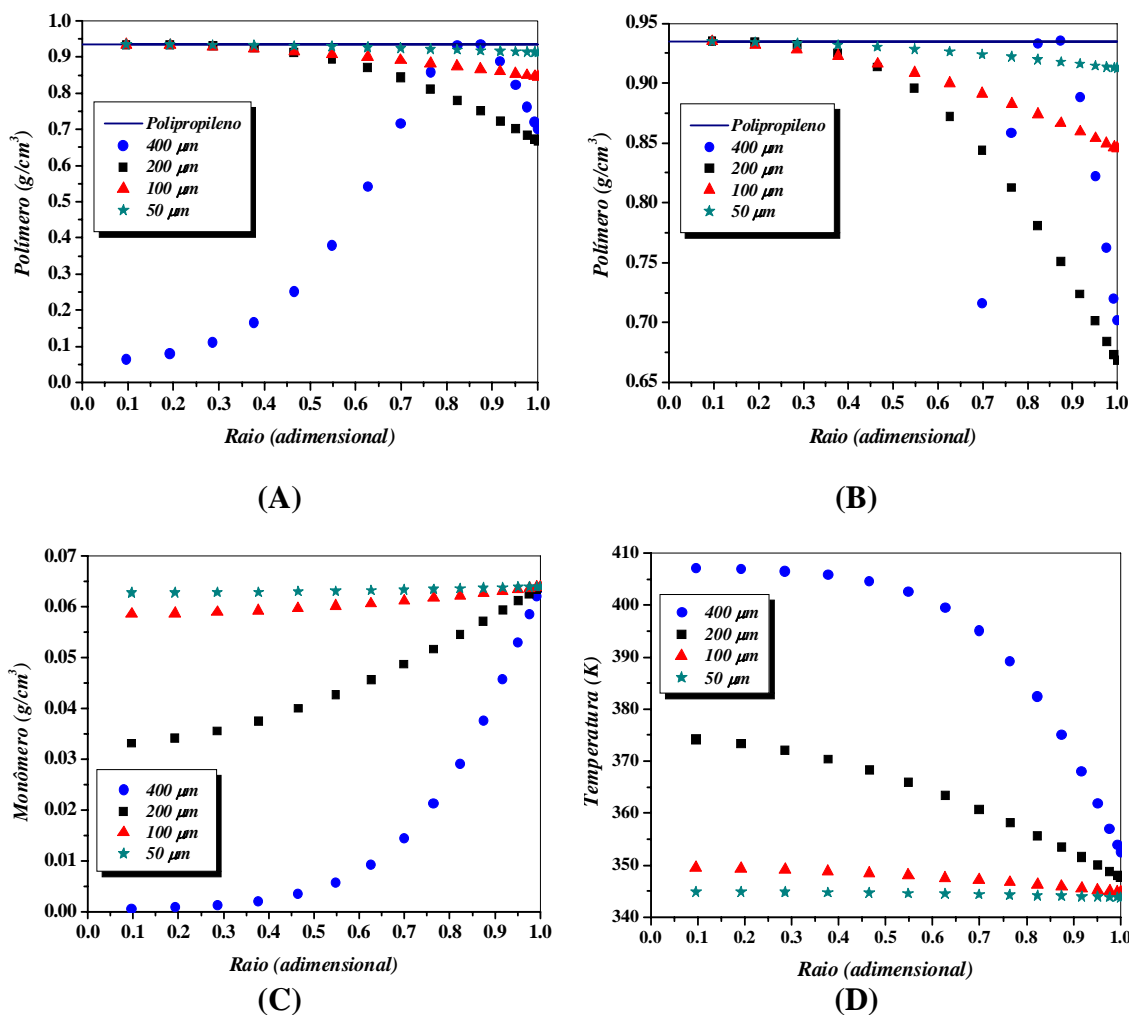 1.0
0.9
0.8
0.7
0.6
0.5
0.4
0.3
0.2
0.1
0.0
Polímero (g/cm³)
Polipropileno
400 μm
200 μm
100 μm
50 μm
0.0 0.1 0.2 0.3 0.4 0.5 0.6 0.7 0.8 0.9 1.0
Raio (adimensional)
(A)
0.95
0.90
0.85
0.80
0.75
0.70
0.65
Polímero (g/cm³)
Polipropileno
400 μm
200 μm
100 μm
50 μm
0.0 0.1 0.2 0.3 0.4 0.5 0.6 0.7 0.8 0.9 1.0
Raio (adimensional)
(B)
0.07
0.06
0.05
0.04
0.03
0.02
0.01
0.00
Monômero (g/cm³)
400 μm
200 μm
100 μm
50 μm
0.0 0.1 0.2 0.3 0.4 0.5 0.6 0.7 0.8 0.9 1.0
Raio (adimensional)
(C)
410
400
390
380
370
360
350
340
Temperatura (K)
400 μm
200 μm
100 μm
50 μm
0.0 0.1 0.2 0.3 0.4 0.5 0.6 0.7 0.8 0.9 1.0
Raio (adimensional)
(D)